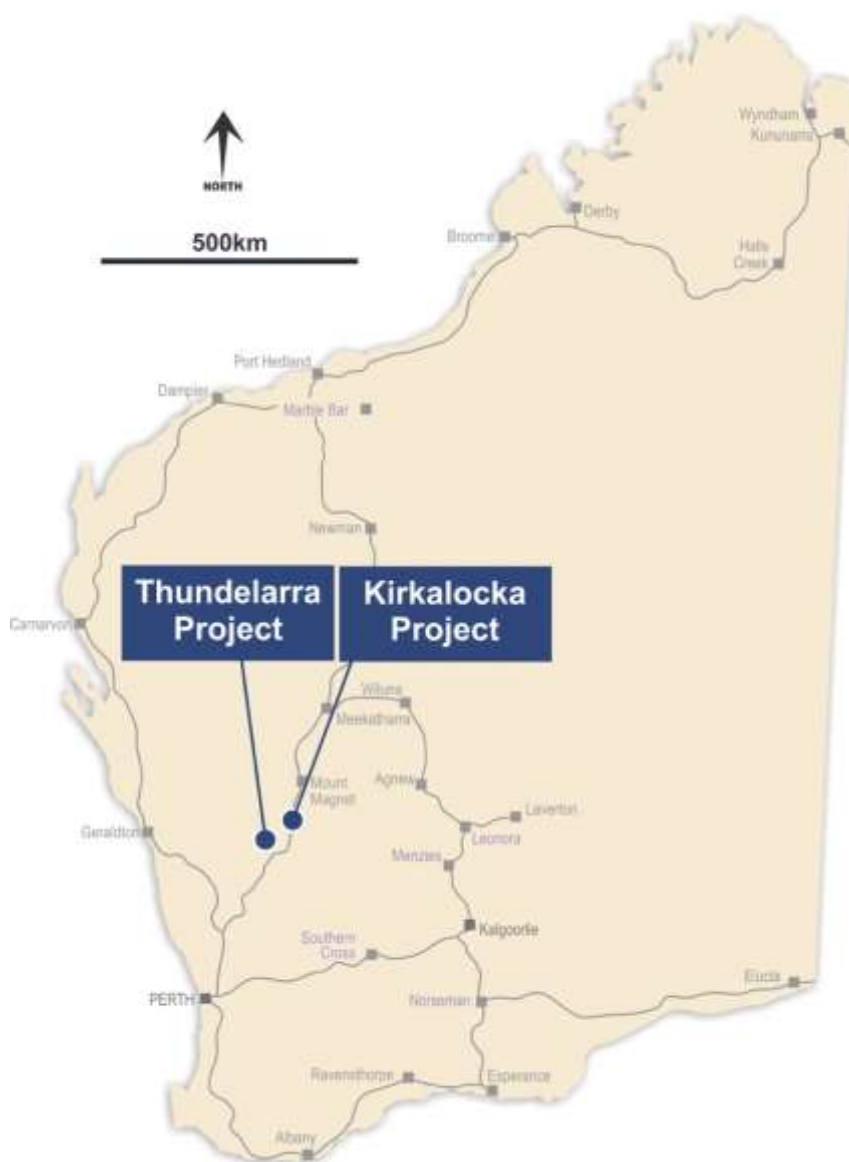 Wyndham
Kununurra
NORTH
Derby
500km
Broome
Halls
Creek
Port Hedland
Dampier
Marble Bar
Newman
Thundelarra
Project
Kirkalocka
Project
Carnarvon
Wiluna
Meekatharra
Mount
Magnet
Agnew
Laverton
Geraldton
Leonora
Menzies
Kalgoorlie
Southern
Cross
Eucla
PERTH
Norseman
Ravensthorpe
Esperance
Albany